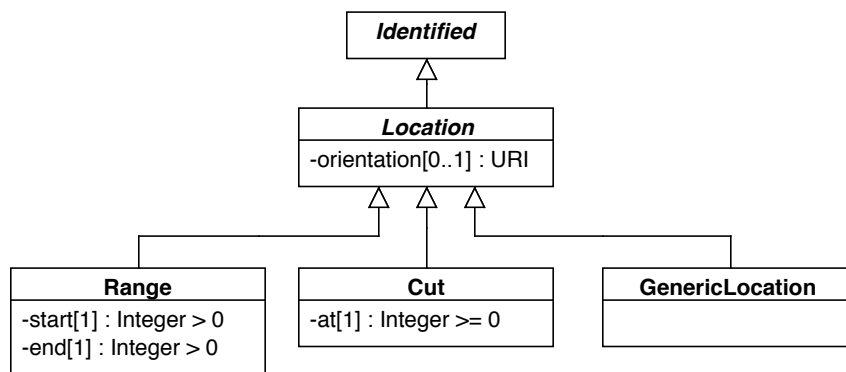 Identified
Location
-orientation[0..1] : URI
Range
-start[1] : Integer > 0
-end[1] : Integer > 0
Cut
-at[1] : Integer >= 0
GenericLocation